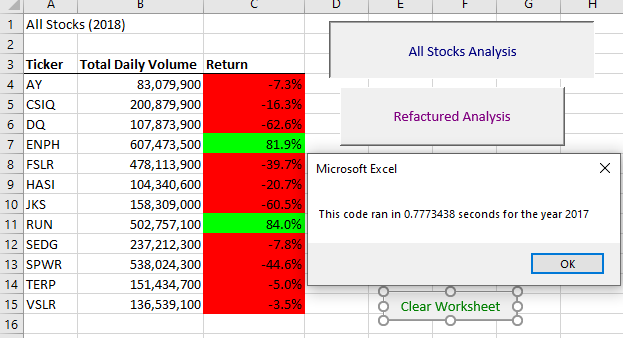 A B C D E F G H
1 All Stocks (2018)
2
3 Ticker Total Daily Volume Return
4 AY 83,079,900 -7.3%
5 CSIQ 200,879,900 -16.3%
6 DQ 107,873,900 -62.6%
7 ENPH 607,473,500 81.9%
8 FSLR 478,113,900 -39.7%
9 HASI 104,340,600 -20.7%
10 JKS 158,309,000 -60.5%
11 RUN 502,757,100 84.0%
12 SEDG 237,212,300 -7.8%
13 SPWR 538,024,300 -44.6%
14 TERP 151,434,700 -5.0%
15 VSLR 136,539,100 -3.5%
16
All Stocks Analysis
Refactured Analysis
Microsoft Excel
This code ran in 0.7773438 seconds for the year 2017
OK
Clear Worksheet